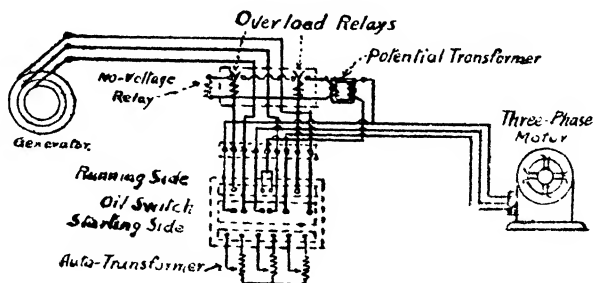 Overload Relays
Potential Transformer
No-Voltage
Relay
Generator
Three-Phase
Motor
Running Side
Oil Switch
Starting Side
Auto-Transformer